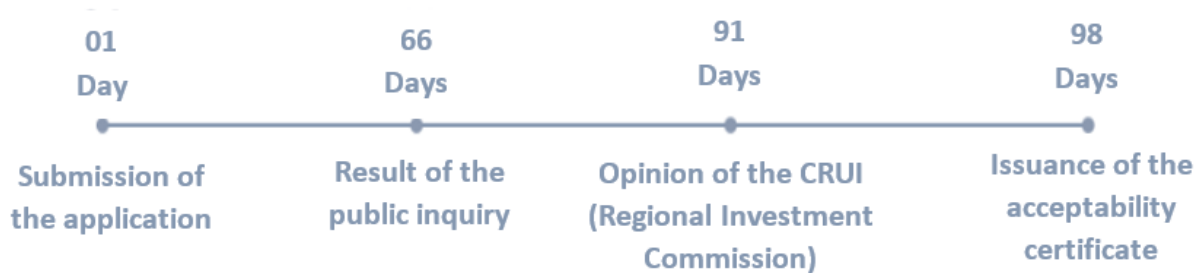 01
Day
66
Days
91
Days
98
Days
Submission of
the application
Result of the
public inquiry
Opinion of the CRUI
(Regional Investment
Commission)
Issuance of the
acceptability
certificate